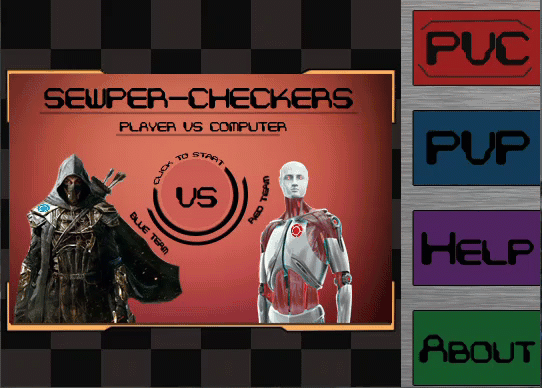 SEWPER-CHECKERS
PLAYER VS COMPUTER
CLICK TO START
VS
BLUE TEAM
RED TEAM
PVC
PVP
HELP
ABOUT